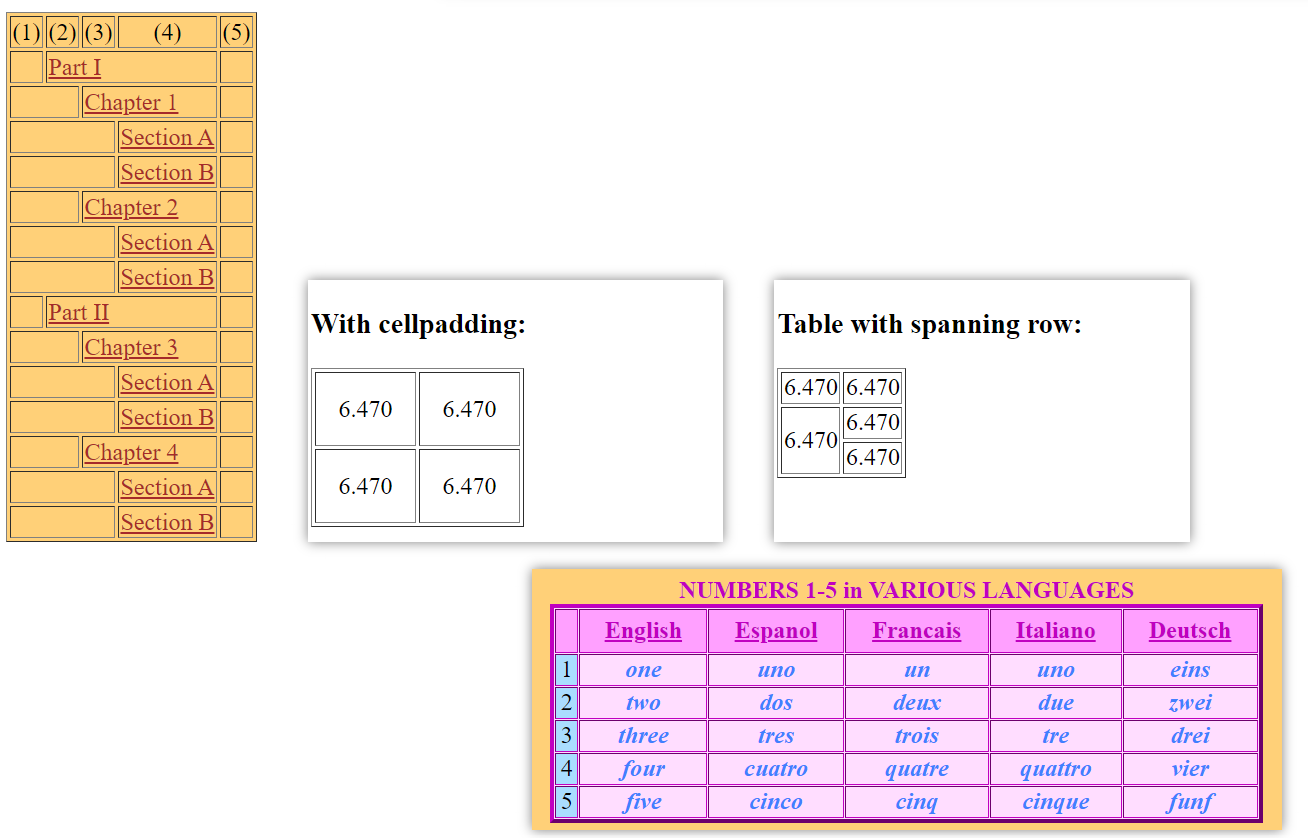 (1) (2) (3) (4) (5)
Part I
Chapter 1
Section A
Section B
Chapter 2
Section A
Section B
Part II
Chapter 3
Section A
Section B
Chapter 4
Section A
Section B
With cellpadding:
6.470 6.470
6.470 6.470
Table with spanning row:
6.470 6.470
6.470 6.470
6.470
NUMBERS 1-5 in VARIOUS LANGUAGES
English Espanol Francais Italiano Deutsch
1 one uno un uno eins
2 two dos deux due zwei
3 three tres trois tre drei
4 four cuatro quatre quattro vier
5 five cinco cinq cinque funf